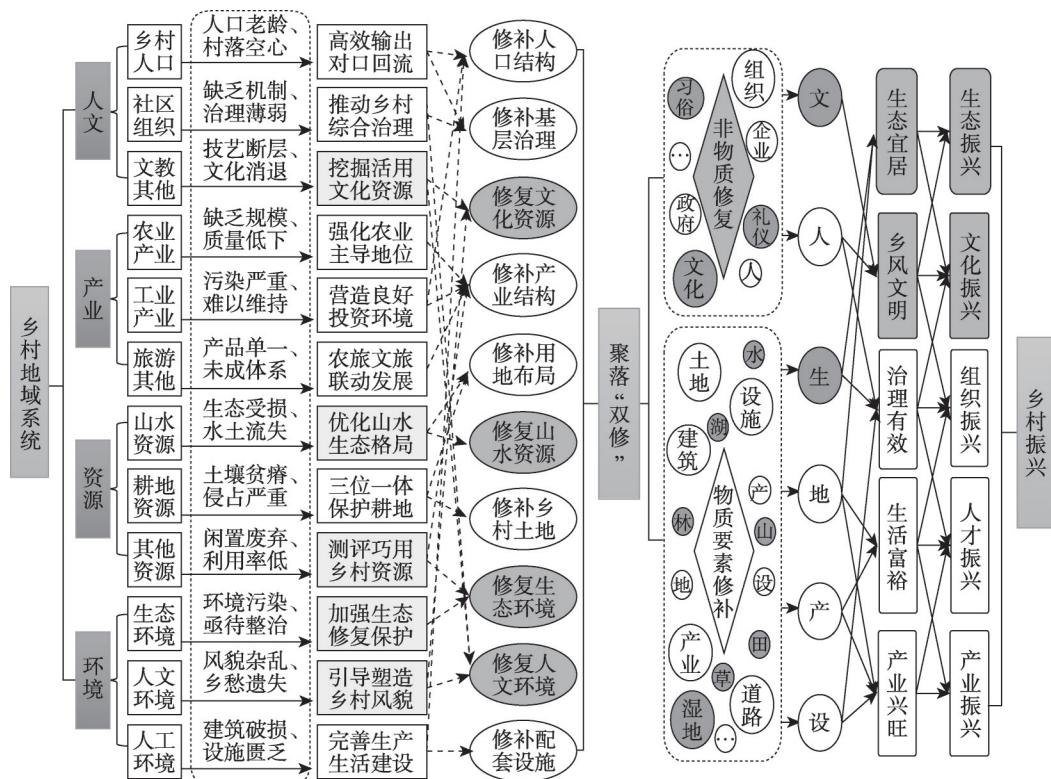 乡村地域系统
人文
产业
资源
环境
乡村
人口
社区
组织
文教
其他
农业
产业
工业
产业
旅游
其他
山水
资源
耕地
资源
其他
资源
生态
环境
人文
环境
人工
环境
人口老龄、
村落空心
缺乏机制、
治理薄弱
技艺断层、
文化消退
缺乏规模、
质量低下
污染严重、
难以维持
产品单一、
未成体系
生态受损、
水土流失
土壤贫瘠、
侵占严重
闲置废弃、
利用率低
环境污染、
亟待整治
风貌杂乱、
乡愁遗失
建筑破损、
设施匮乏
高效输出
对口回流
推动乡村
综合治理
挖掘活用
文化资源
强化农业
主导地位
营造良好
投资环境
农旅文旅
联动发展
优化山水
生态格局
三位一体
保护耕地
测评巧用
乡村资源
加强生态
修复保护
引导塑造
乡村风貌
完善生产
生活建设
修补人
口结构
修补基
层治理
修复文
化资源
修补产
业结构
修补用
地布局
修复山
水资源
修补乡
村土地
修复生
态环境
修复人
文环境
修补配
套设施
聚落“双修”
习俗
组织
企业
…
政府
礼仪
文化
人
非物质修复
土地
水
设施
湖
建筑
产
林
山
地
设
产业
田
草
湿地
道路
…
物质要素修补
文
人
生
地
产
设
生态宜居
乡风文明
治理有效
生活富裕
产业兴旺
生态振兴
文化振兴
组织振兴
人才振兴
产业振兴
乡村振兴